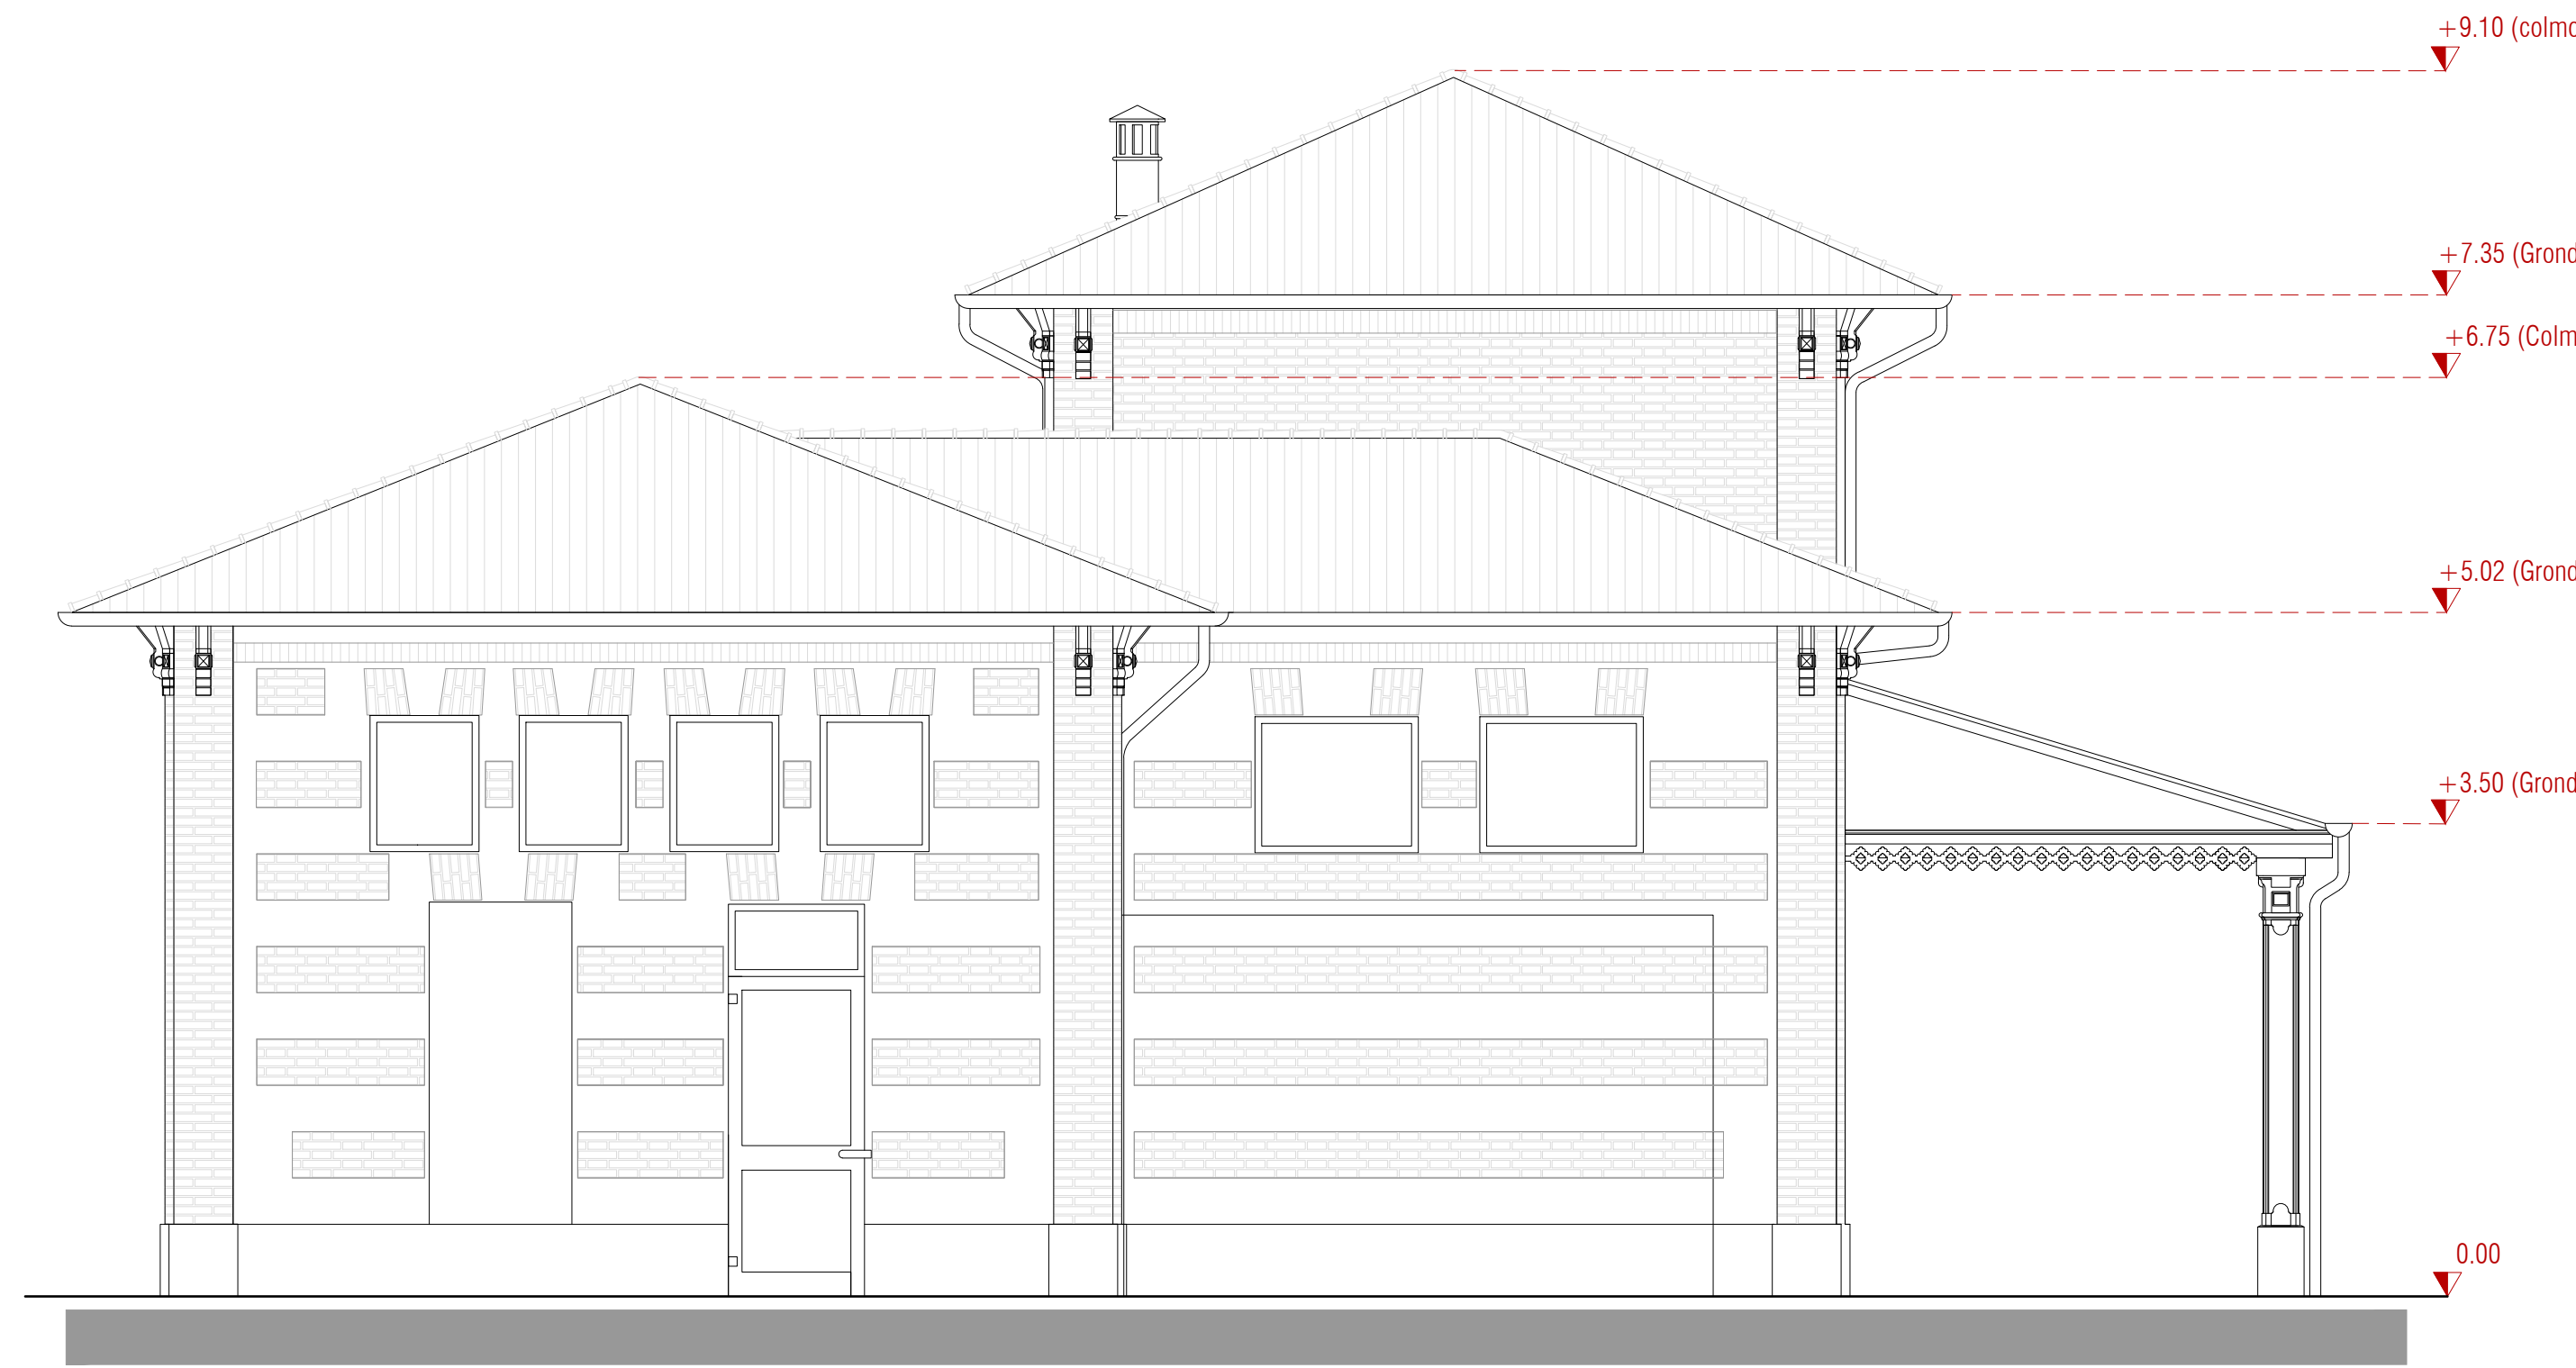 +9.10 (colmo
+7.35 (Grond
+6.75 (Colm
+5.02 (Grond
+3.50 (Grond
0.00